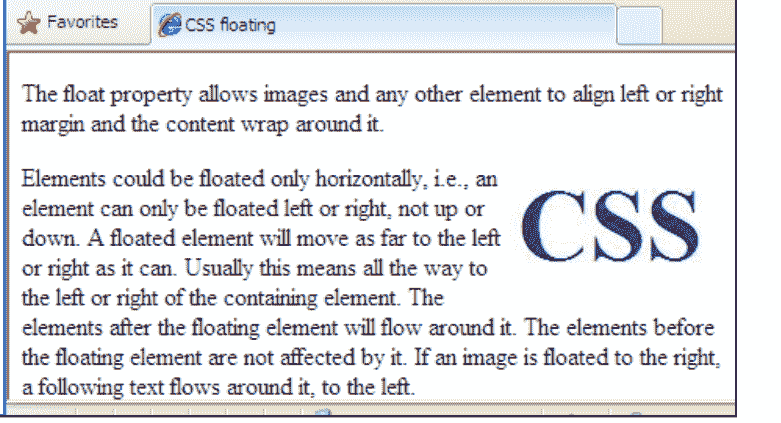 Favorites
CSS floating
The float property allows images and any other element to align left or right
margin and the content wrap around it.
Elements could be floated only horizontally, i.e., an
element can only be floated left or right, not up or
down. A floated element will move as far to the left
or right as it can. Usually this means all the way to
the left or right of the containing element. The
CSS
elements after the floating element will flow around it. The elements before
the floating element are not affected by it. If an image is floated to the right,
a following text flows around it, to the left.